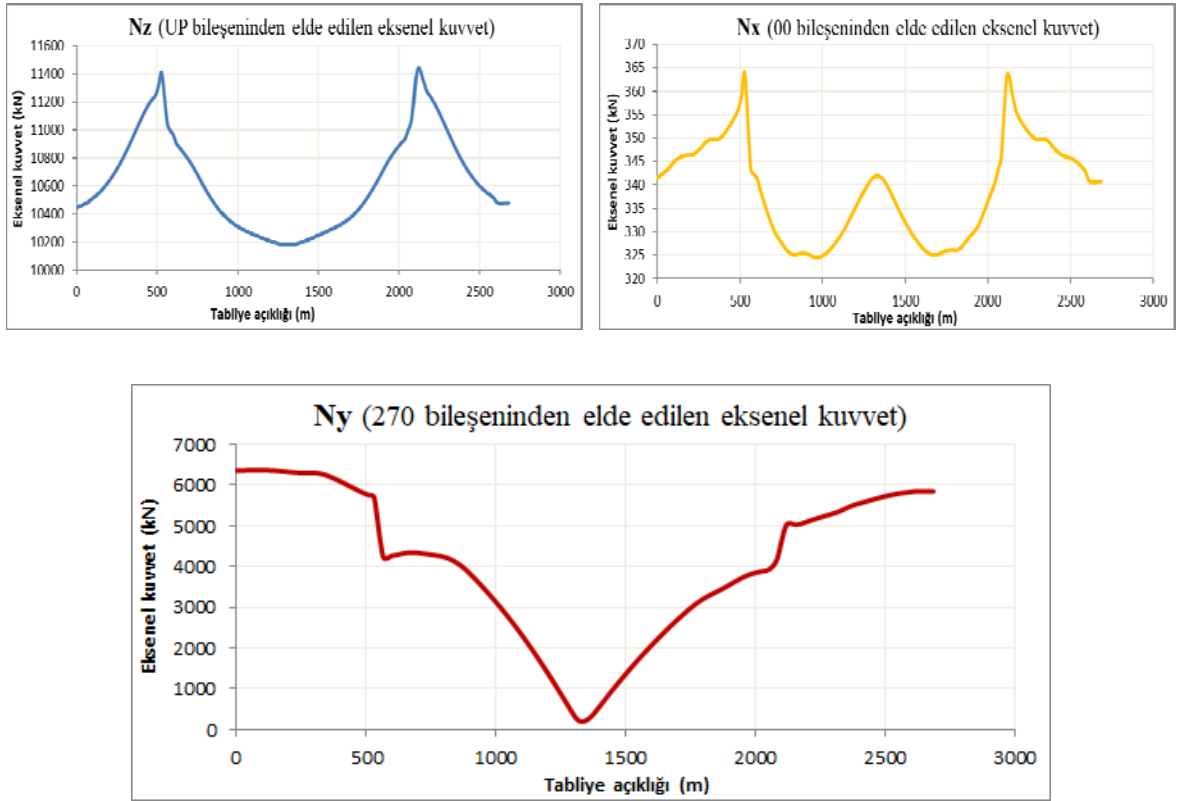 Nz (UP bileşeninden elde edilen eksenel kuvvet)
Eksenel kuvvet (kN)
11600
11400
11200
11000
10800
10600
10400
10200
10000
0 500 1000 1500 2000 2500 3000
Tabliye açıklığı (m)
Nx (00 bileşeninden elde edilen eksenel kuvvet)
Eksenel kuvvet (kN)
370
365
360
355
350
345
340
335
330
325
320
0 500 1000 1500 2000 2500 3000
Tabliye açıklığı (m)
Ny (270 bileşeninden elde edilen eksenel kuvvet)
Eksenel kuvvet (kN)
7000
6000
5000
4000
3000
2000
1000
0
0 500 1000 1500 2000 2500 3000
Tabliye açıklığı (m)